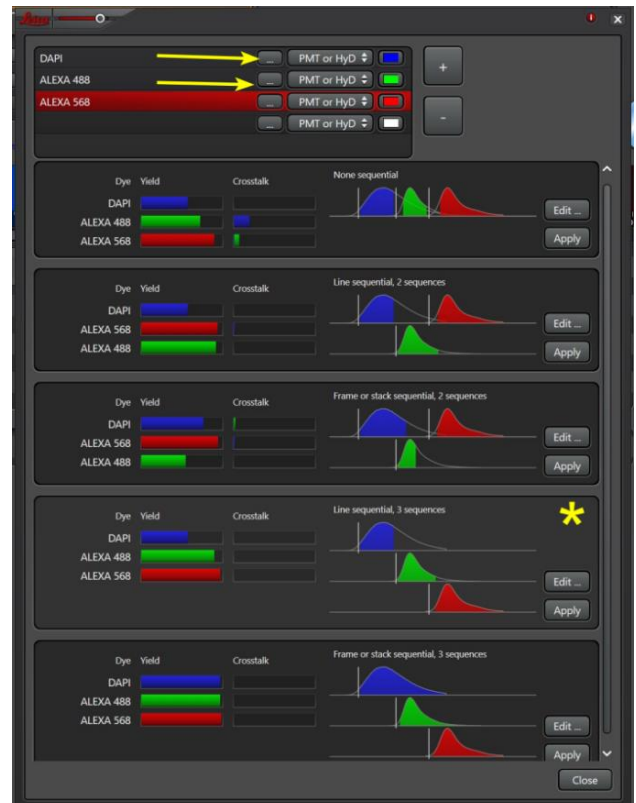 Leica
DAPI ... PMT or HyD
ALEXA 488 ... PMT or HyD
ALEXA 568 ... PMT or HyD
... PMT or HyD
+
-
Dye Yield Crosstalk None sequential
DAPI
ALEXA 488
ALEXA 568
Edit ...
Apply
Dye Yield Crosstalk Line sequential, 2 sequences
DAPI
ALEXA 568
ALEXA 488
Edit ...
Apply
Dye Yield Crosstalk Frame or stack sequential, 2 sequences
DAPI
ALEXA 568
ALEXA 488
Edit ...
Apply
Dye Yield Crosstalk Line sequential, 3 sequences *
DAPI
ALEXA 488
ALEXA 568
Edit ...
Apply
Dye Yield Crosstalk Frame or stack sequential, 3 sequences
DAPI
ALEXA 488
ALEXA 568
Edit ...
Apply
Close